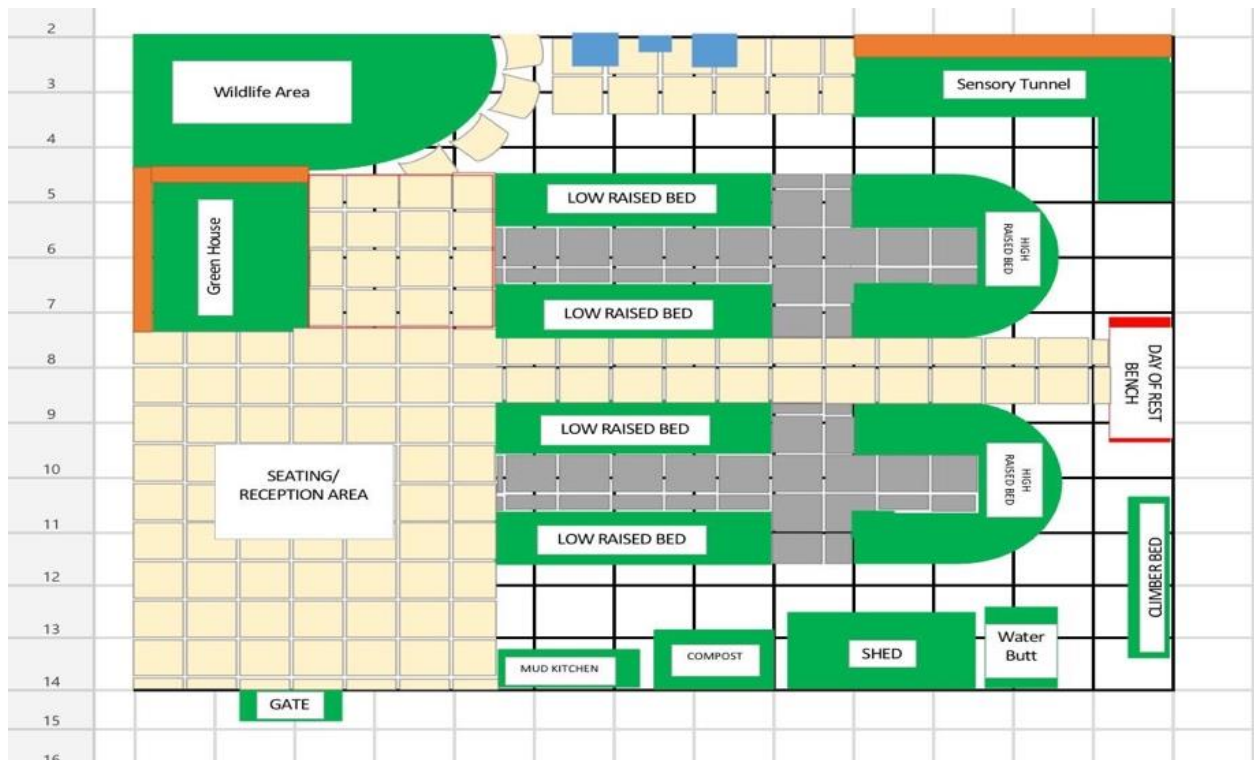 2
3
Wildlife Area
Sensory Tunnel
4
5
LOW RAISED BED
Green House
6
HIGH
RAISED BED
7
LOW RAISED BED
8
DAY OF REST
BENCH
9
LOW RAISED BED
10
SEATING/
RECEPTION AREA
HIGH
RAISED BED
11
LOW RAISED BED
CLIMBER BED
12
13
MUD KITCHEN
COMPOST
SHED
Water
Butt
14
GATE
15
16